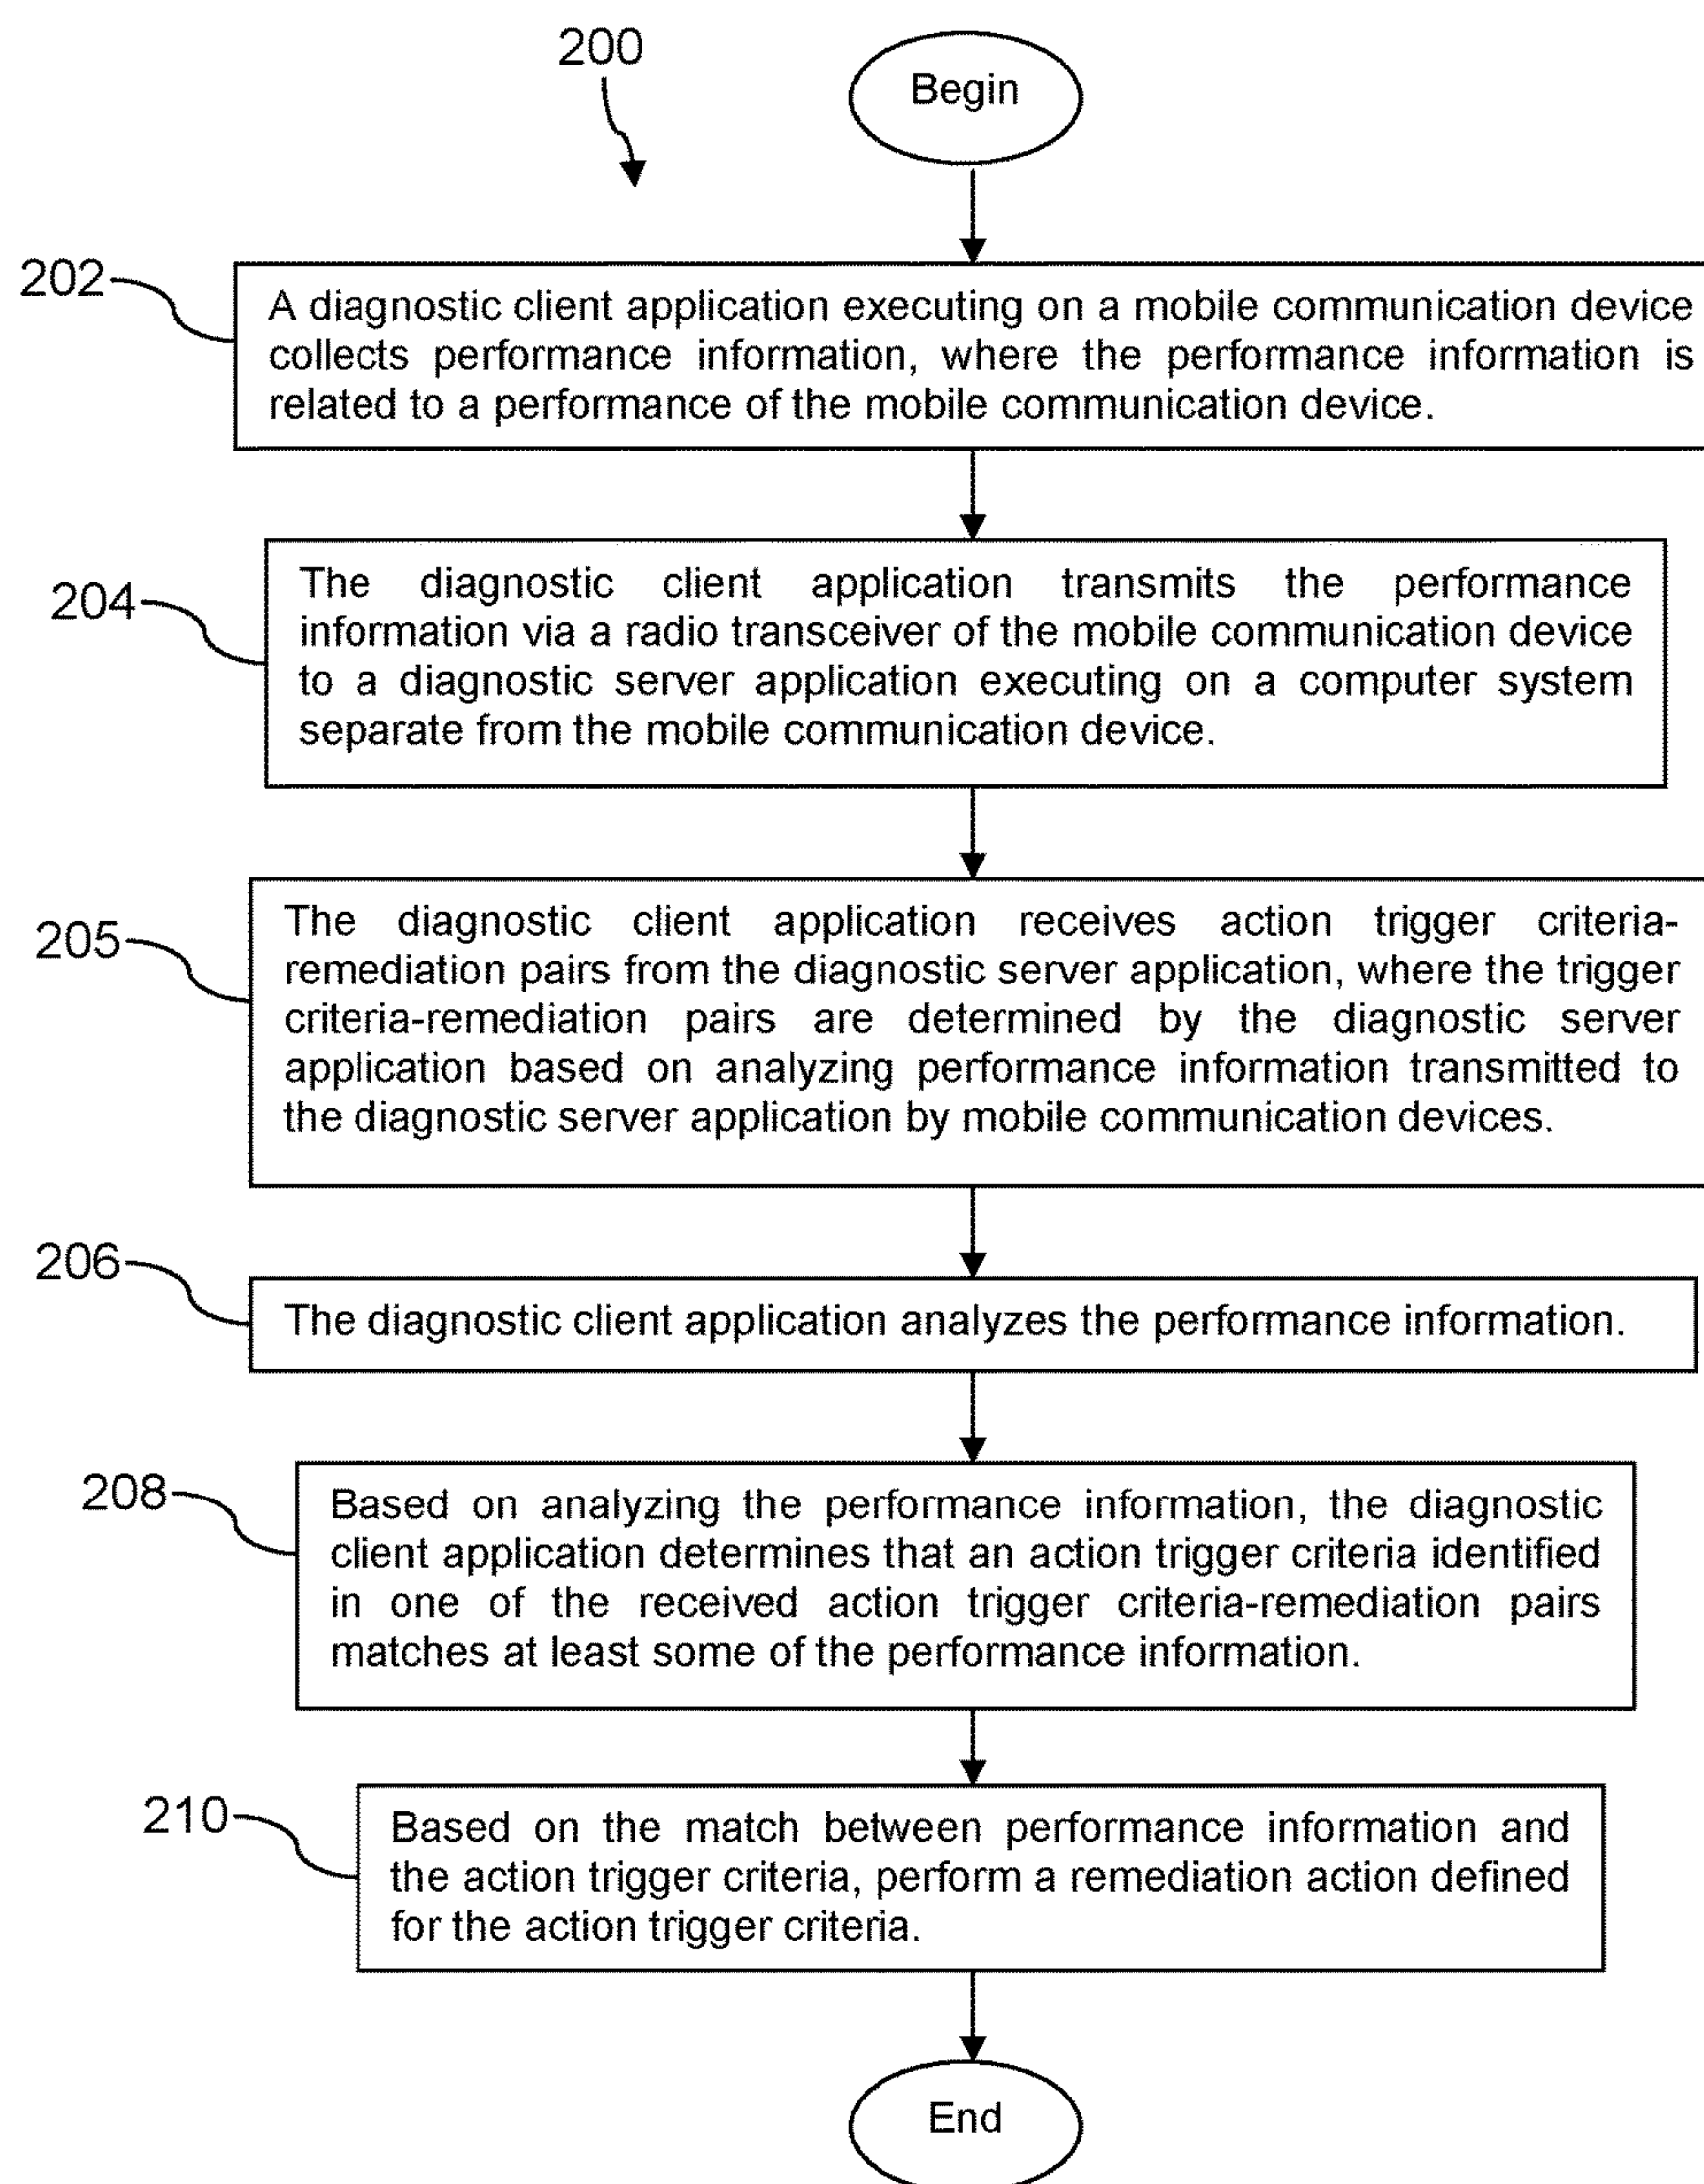 200
Begin
202
A diagnostic client application executing on a mobile communication device
collects performance information, where the performance information is
related to a performance of the mobile communication device.
204
The diagnostic client application transmits the performance
information via a radio transceiver of the mobile communication device
to a diagnostic server application executing on a computer system
separate from the mobile communication device.
205
The diagnostic client application receives action trigger criteria-
remediation pairs from the diagnostic server application, where the trigger
criteria-remediation pairs are determined by the diagnostic server
application based on analyzing performance information transmitted to
the diagnostic server application by mobile communication devices.
206
The diagnostic client application analyzes the performance information.
208
Based on analyzing the performance information, the diagnostic
client application determines that an action trigger criteria identified
in one of the received action trigger criteria-remediation pairs
matches at least some of the performance information.
210
Based on the match between performance information and
the action trigger criteria, perform a remediation action defined
for the action trigger criteria.
End